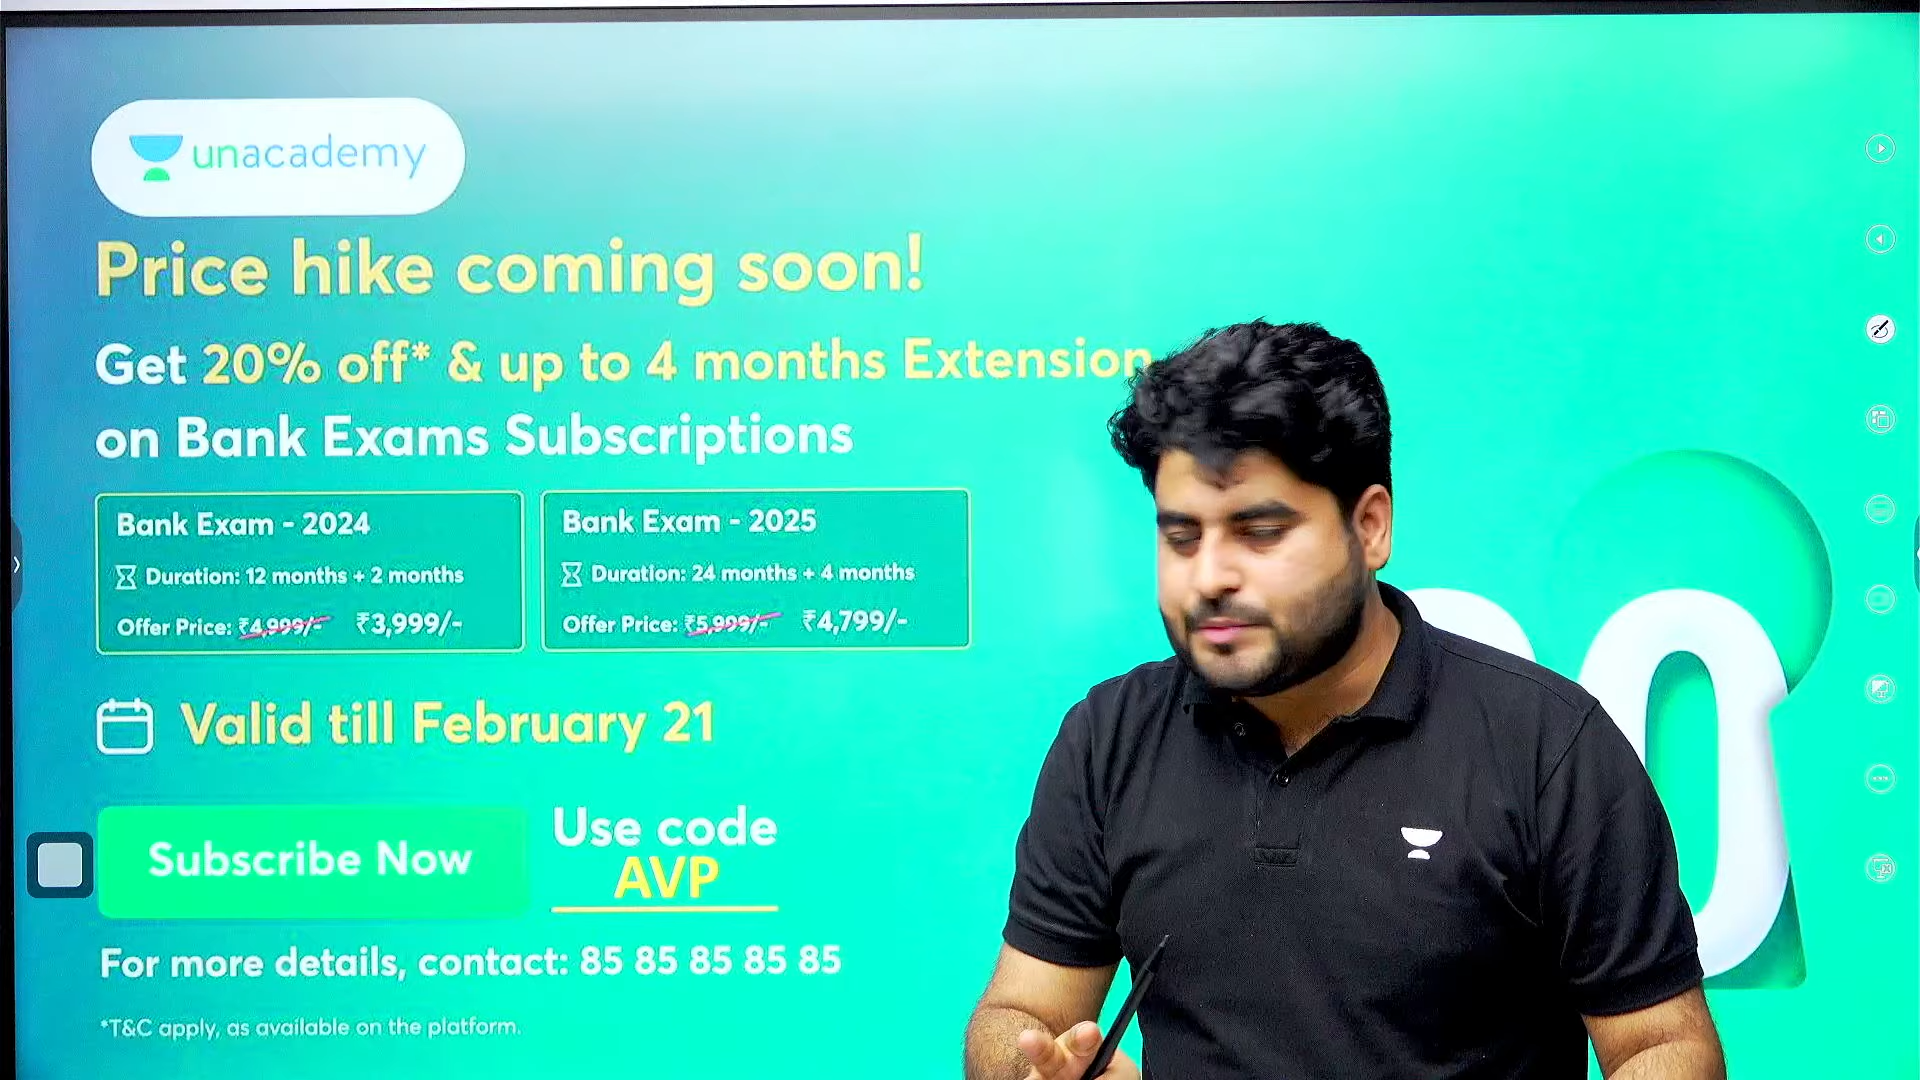 unacademy
Price hike coming soon!
Get 20% off* & up to 4 months Extension
on Bank Exams Subscriptions
Bank Exam - 2024
Duration: 12 months + 2 months
Offer Price: ₹4,999/- ₹3,999/-
Bank Exam - 2025
Duration: 24 months + 4 months
Offer Price: ₹5,999/- ₹4,799/-
Valid till February 21
Subscribe Now
Use code
AVP
For more details, contact: 85 85 85 85 85
*T&C apply, as available on the platform.